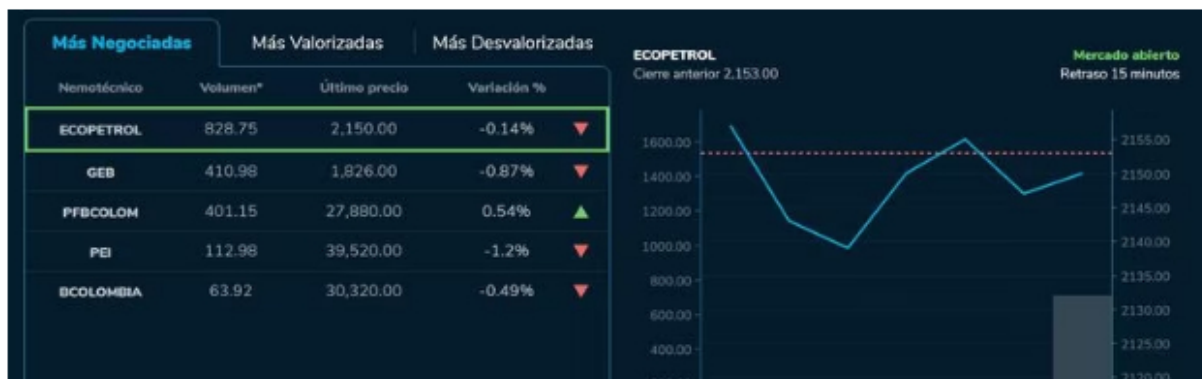 Más Negociadas Más Valorizadas Más Desvalorizadas
Nemotécnico Volumen* Último precio Variación %
ECOPETROL 828.75 2,150.00 -0.14%
GEB 410.98 1,826.00 -0.87%
PFBCOLOM 401.15 27,880.00 0.54%
PEI 112.98 39,520.00 -1.2%
BCOLOMBIA 63.92 30,320.00 -0.49%
ECOPETROL Mercado abierto
Cierre anterior 2,153.00 Retraso 15 minutos
1600.00 2155.00
1400.00 2150.00
1200.00 2145.00
1000.00 2140.00
800.00 2135.00
600.00 2130.00
400.00 2125.00
2120.00